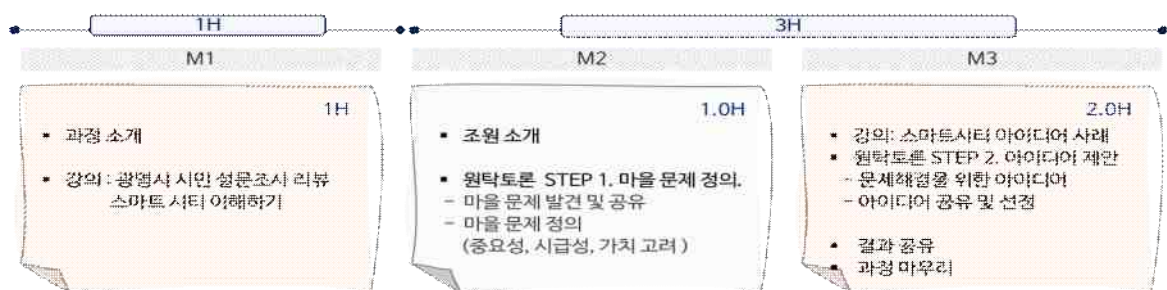 1H
3H
M1
M2
M3
1H
▪ 과정 소개
▪ 강의 : 광명시 시민 설문조사 리뷰
스마트 시티 이해하기
1.0H
▪ 조원 소개
▪ 원탁토론 STEP 1. 마을 문제 정의.
- 마을 문제 발견 및 공유
- 마을 문제 정의
(중요성, 시급성, 가치 고려 )
2.0H
▪ 강의: 스마트시티 아이디어 사례
▪ 원탁토론 STEP 2. 아이디어 제안
- 문제해결을 위한 아이디어
- 아이디어 공유 및 선정
▪ 결과 공유
▪ 과정 마무리